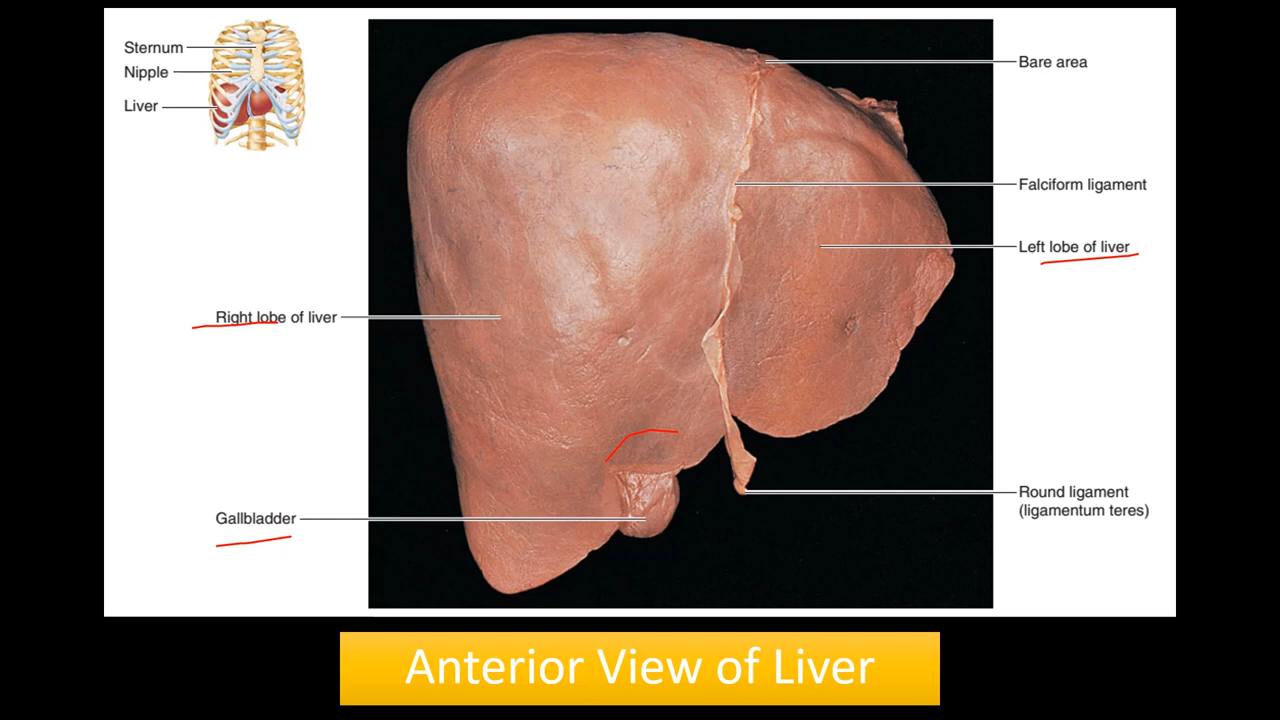 Sternum
Nipple
Liver
Bare area
Falciform ligament
Left lobe of liver
Right lobe of liver
Round ligament
(ligamentum teres)
Gallbladder
Anterior View of Liver